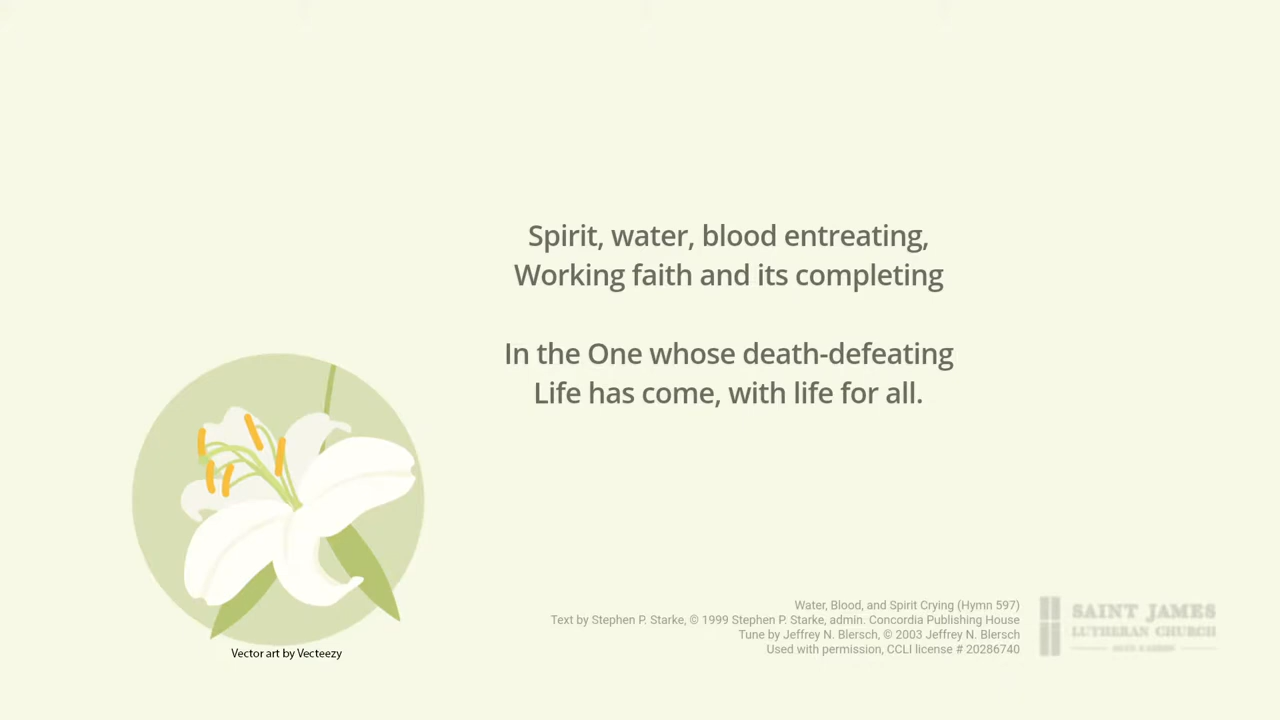 Spirit, water, blood entreating,
Working faith and its completing
In the One whose death-defeating
Life has come, with life for all.
Vector art by Vecteezy
Water, Blood, and Spirit Crying (Hymn 597)
Text by Stephen P. Starke, © 1999 Stephen P. Starke, admin. Concordia Publishing House
Tune by Jeffrey N. Blersch, © 2003 Jeffrey N. Blersch
Used with permission, CCLI license # 20286740
SAINT JAMES
LUTHERAN CHURCH